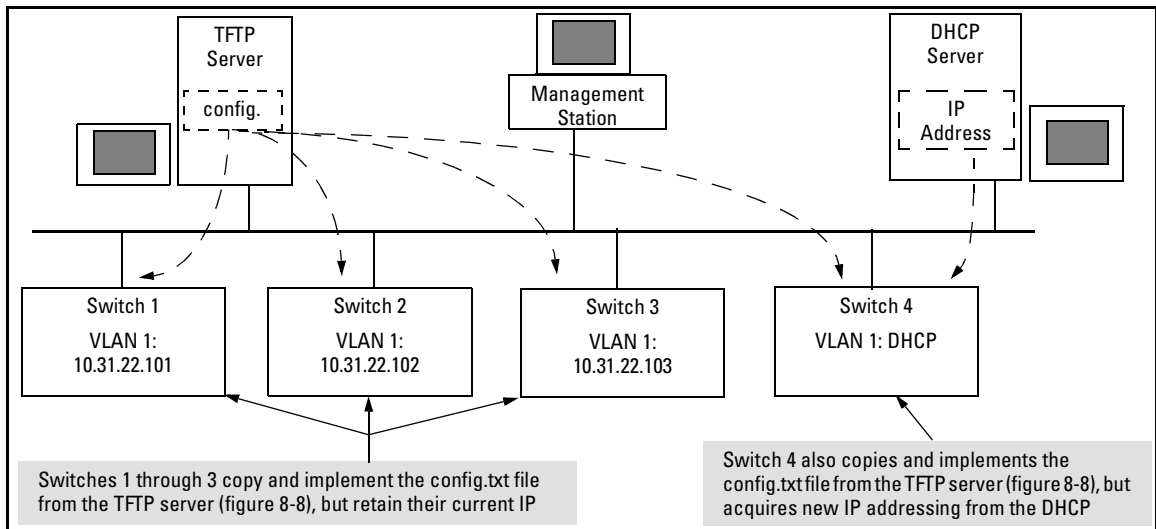 TFTP
Server
config.
Management
Station
DHCP
Server
IP
Address
Switch 1
VLAN 1:
10.31.22.101
Switch 2
VLAN 1:
10.31.22.102
Switch 3
VLAN 1:
10.31.22.103
Switch 4
VLAN 1: DHCP
Switches 1 through 3 copy and implement the config.txt file
from the TFTP server (figure 8-8), but retain their current IP
Switch 4 also copies and implements the
config.txt file from the TFTP server (figure 8-8), but
acquires new IP addressing from the DHCP